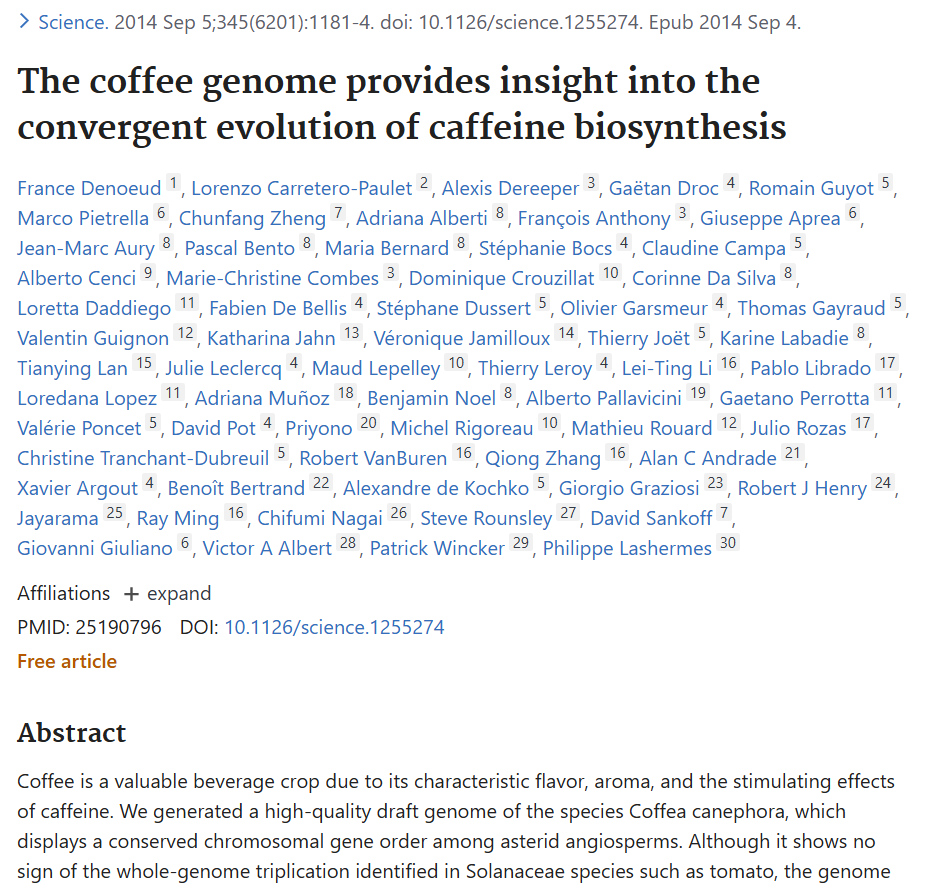 > Science. 2014 Sep 5;345(6201):1181-4. doi: 10.1126/science.1255274. Epub 2014 Sep 4.
The coffee genome provides insight into the
convergent evolution of caffeine biosynthesis
France Denoeud 1, Lorenzo Carretero-Paulet 2, Alexis Dereeper 3, Gaëtan Droc 4, Romain Guyot 5,
Marco Pietrella 6, Chunfang Zheng 7, Adriana Alberti 8, François Anthony 3, Giuseppe Aprea 6,
Jean-Marc Aury 8, Pascal Bento 8, Maria Bernard 8, Stéphanie Bocs 4, Claudine Campa 5,
Alberto Cenci 9, Marie-Christine Combes 3, Dominique Crouzillat 10, Corinne Da Silva 8,
Loretta Daddiego 11, Fabien De Bellis 4, Stéphane Dussert 5, Olivier Garsmeur 4, Thomas Gayraud 5,
Valentin Guignon 12, Katharina Jahn 13, Véronique Jamilloux 14, Thierry Joët 5, Karine Labadie 8,
Tianying Lan 15, Julie Leclercq 4, Maud Lepelley 10, Thierry Leroy 4, Lei-Ting Li 16, Pablo Librado 17,
Loredana Lopez 11, Adriana Muñoz 18, Benjamin Noel 8, Alberto Pallavicini 19, Gaetano Perrotta 11,
Valérie Poncet 5, David Pot 4, Priyono 20, Michel Rigoreau 10, Mathieu Rouard 12, Julio Rozas 17,
Christine Tranchant-Dubreuil 5, Robert VanBuren 16, Qiong Zhang 16, Alan C Andrade 21,
Xavier Argout 4, Benoît Bertrand 22, Alexandre de Kochko 5, Giorgio Graziosi 23, Robert J Henry 24,
Jayarama 25, Ray Ming 16, Chifumi Nagai 26, Steve Rounsley 27, David Sankoff 7,
Giovanni Giuliano 6, Victor A Albert 28, Patrick Wincker 29, Philippe Lashermes 30
Affiliations + expand
PMID: 25190796 DOI: 10.1126/science.1255274
Free article
Abstract
Coffee is a valuable beverage crop due to its characteristic flavor, aroma, and the stimulating effects
of caffeine. We generated a high-quality draft genome of the species Coffea canephora, which
displays a conserved chromosomal gene order among asterid angiosperms. Although it shows no
sign of the whole-genome triplication identified in Solanaceae species such as tomato, the genome